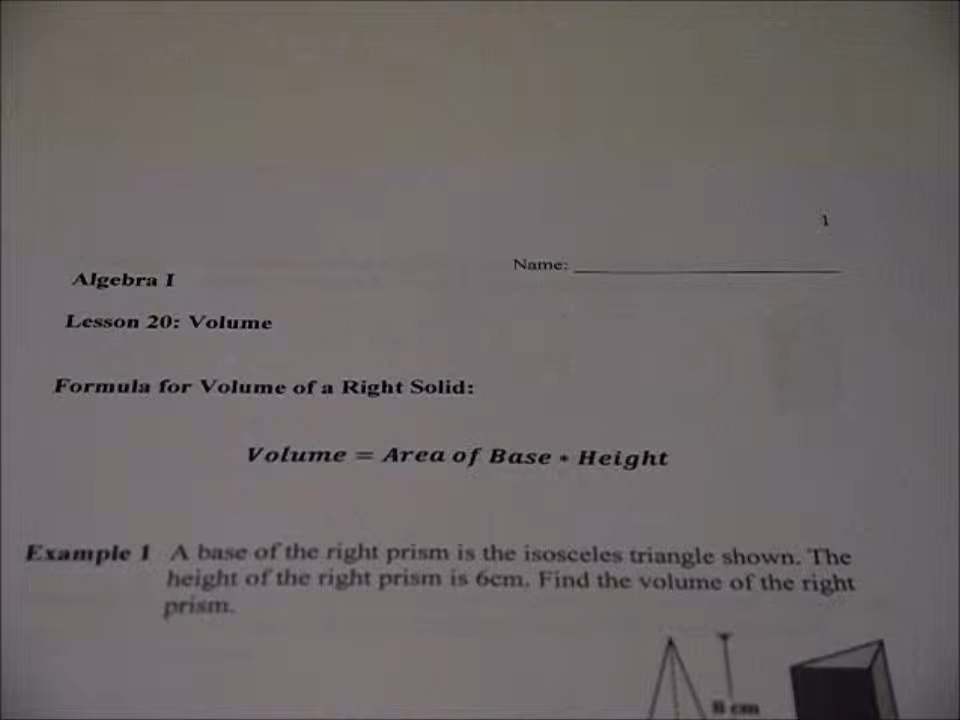 1
Name:
Algebra I
Lesson 20: Volume
Formula for Volume of a Right Solid:
Volume = Area of Base * Height
Example 1 A base of the right prism is the isosceles triangle shown. The
height of the right prism is 6cm. Find the volume of the right
prism.
8 cm